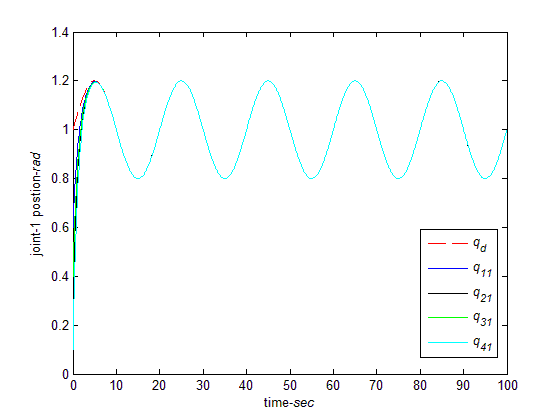 1.4
1.2
1
0.8
0.6
0.4
0.2
0
joint-1 postion-rad
q_d
q_11
q_21
q_31
q_41
0 10 20 30 40 50 60 70 80 90 100
time-sec